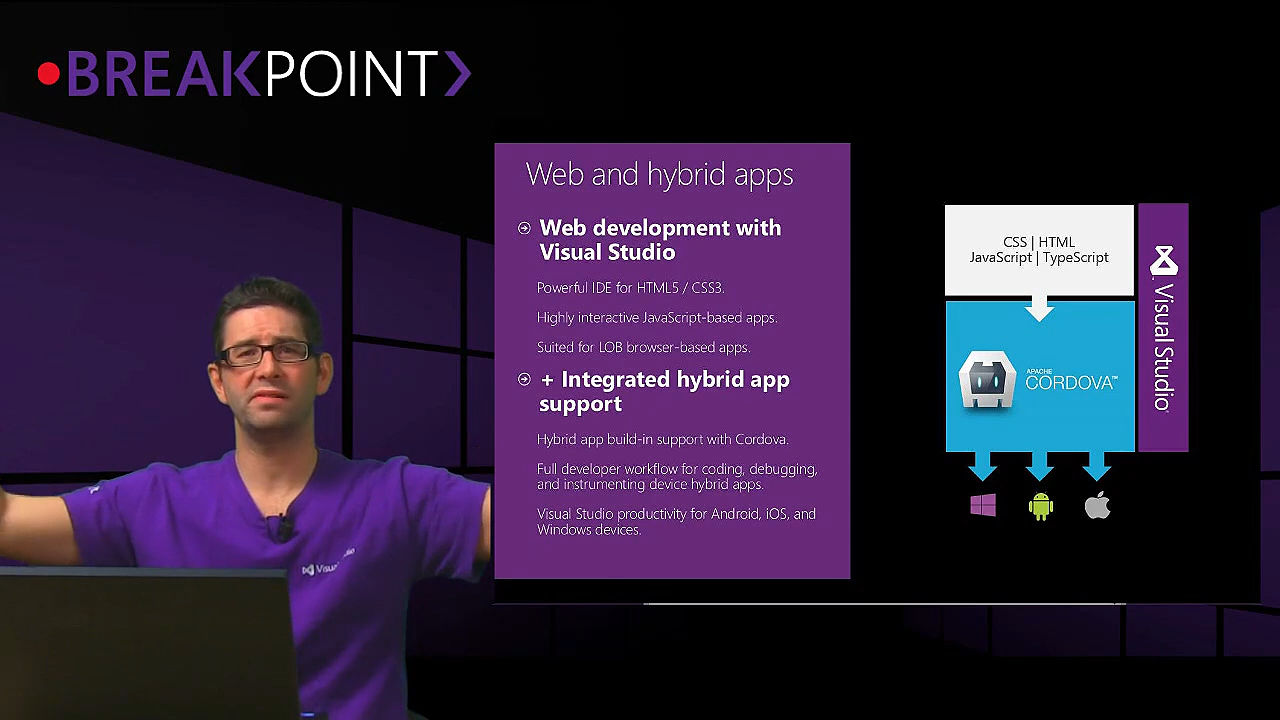 BREAKPOINT
Web and hybrid apps
Web development with
Visual Studio
Powerful IDE for HTML5 / CSS3.
Highly interactive JavaScript-based apps.
Suited for LOB browser-based apps.
+ Integrated hybrid app
support
Hybrid app build-in support with Cordova.
Full developer workflow for coding, debugging,
and instrumenting device hybrid apps.
Visual Studio productivity for Android, iOS, and
Windows devices.
CSS | HTML
JavaScript | TypeScript
APACHE
CORDOVA™
Visual Studio